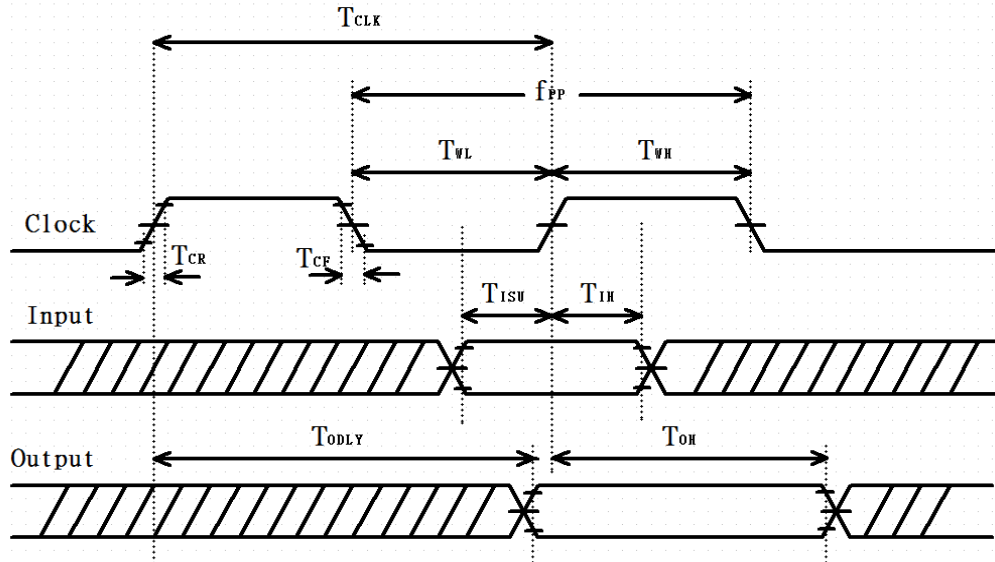 TCLK
fPP
TWL TWH
Clock
TCR TCF
TISU TIH
Input
TODLY TOH
Output